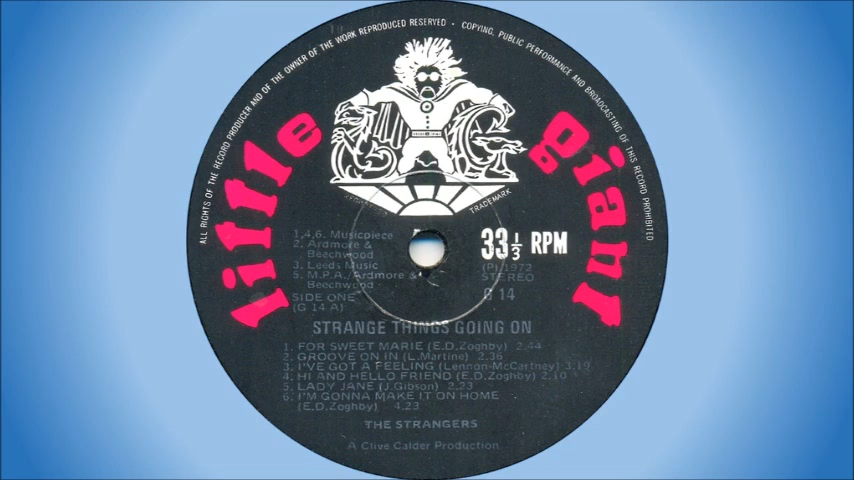 ALL RIGHTS OF THE RECORD PRODUCER AND OF THE OWNER OF THE WORK REPRODUCED RESERVED • COPYING, PUBLIC PERFORMANCE AND BROADCASTING OF THIS RECORD PROHIBITED
little giant
REGISTERED TRADEMARK
1,4,6. Musicpiece
2. Ardmore &
Beechwood
3. Leeds Music
5. M.P.A./Ardmore &
Beechwood
SIDE ONE
(G 14 A)
33 1/3 RPM
(P) 1972
STEREO
G 14
STRANGE THINGS GOING ON
1. FOR SWEET MARIE (E.D.Zoghby) 2.44
2. GROOVE ON IN (L.Martine) 2.36
3. I'VE GOT A FEELING (Lennon-McCartney) 3.19
4. HI AND HELLO FRIEND (E.D.Zoghby) 2.10
5. LADY JANE (J.Gibson) 2.23
6. I'M GONNA MAKE IT ON HOME
(E.D.Zoghby) 4.23
THE STRANGERS
A Clive Calder Production